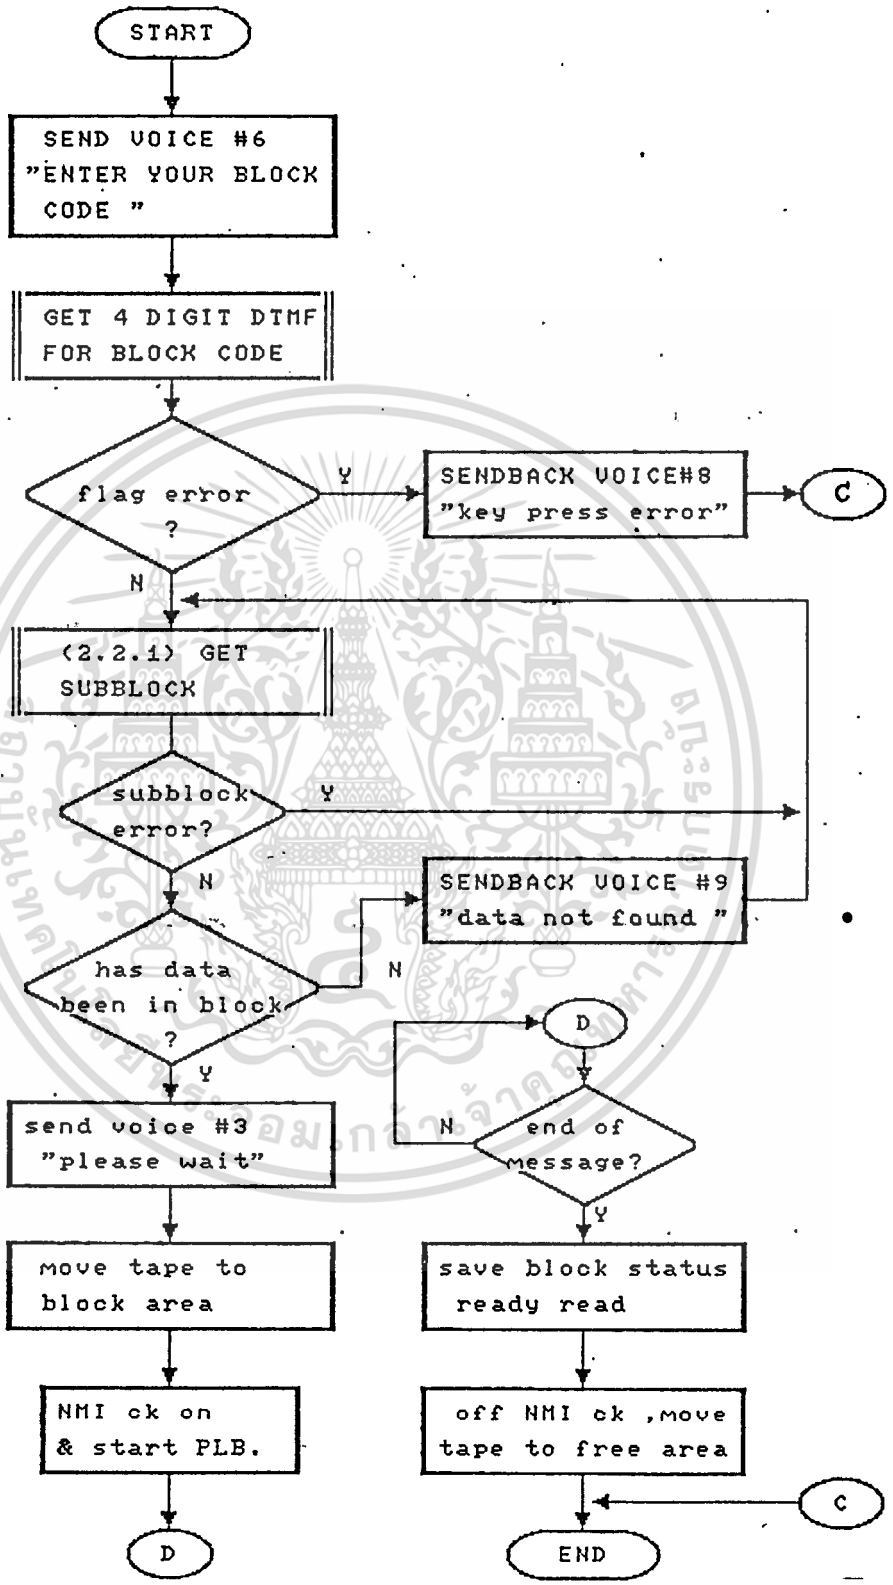 START
SEND VOICE #6
"ENTER YOUR BLOCK
CODE "
GET 4 DIGIT DTMF
FOR BLOCK CODE
flag error
?
Y
SENDBACK VOICE#8
"key press error"
C
N
(2.2.1) GET
SUBBLOCK
subblock
error?
Y
N
SENDBACK VOICE #9
"data not found "
has data
been in block
?
N
Y
send voice #3
"please wait"
move tape to
block area
NMI ck on
& start PLB.
D
D
end of
message?
N
Y
save block status
ready read
off NMI ck ,move
tape to free area
C
END